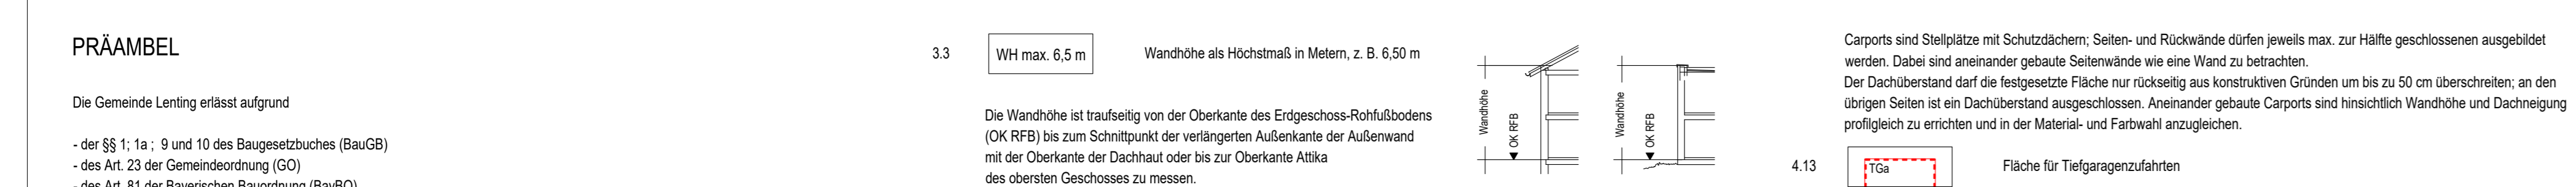 PRÄAMBEL
Die Gemeinde Lenting erlässt aufgrund
- der §§ 1; 1a ;  9 und 10 des Baugesetzbuches (BauGB)
- des Art. 23 der Gemeindeordnung (GO)
- des Art. 81 der Bayerischen Bauordnung (BayBO)
3.3
WH max. 6,5 m
Wandhöhe als Höchstmaß in Metern, z. B. 6,50 m
Die Wandhöhe ist traufseitig von der Oberkante des Erdgeschoss-Rohfußbodens
(OK RFB) bis zum Schnittpunkt der verlängerten Außenkante der Außenwand
mit der Oberkante der Dachhaut oder bis zur Oberkante Attika
des obersten Geschosses zu messen.
Wandhöhe
OK RFB
Wandhöhe
OK RFB
Carports sind Stellplätze mit Schutzdächern; Seiten- und Rückwände dürfen jeweils max. zur Hälfte geschlossenen ausgebildet
werden. Dabei sind aneinander gebaute Seitenwände wie eine Wand zu betrachten.
Der Dachüberstand darf die festgesetzte Fläche nur rückseitig aus konstruktiven Gründen um bis zu 50 cm überschreiten; an den
übrigen Seiten ist ein Dachüberstand ausgeschlossen. Aneinander gebaute Carports sind hinsichtlich Wandhöhe und Dachneigung
profilgleich zu errichten und in der Material- und Farbwahl anzugleichen.
4.13
TGa
Fläche für Tiefgaragenzufahrten